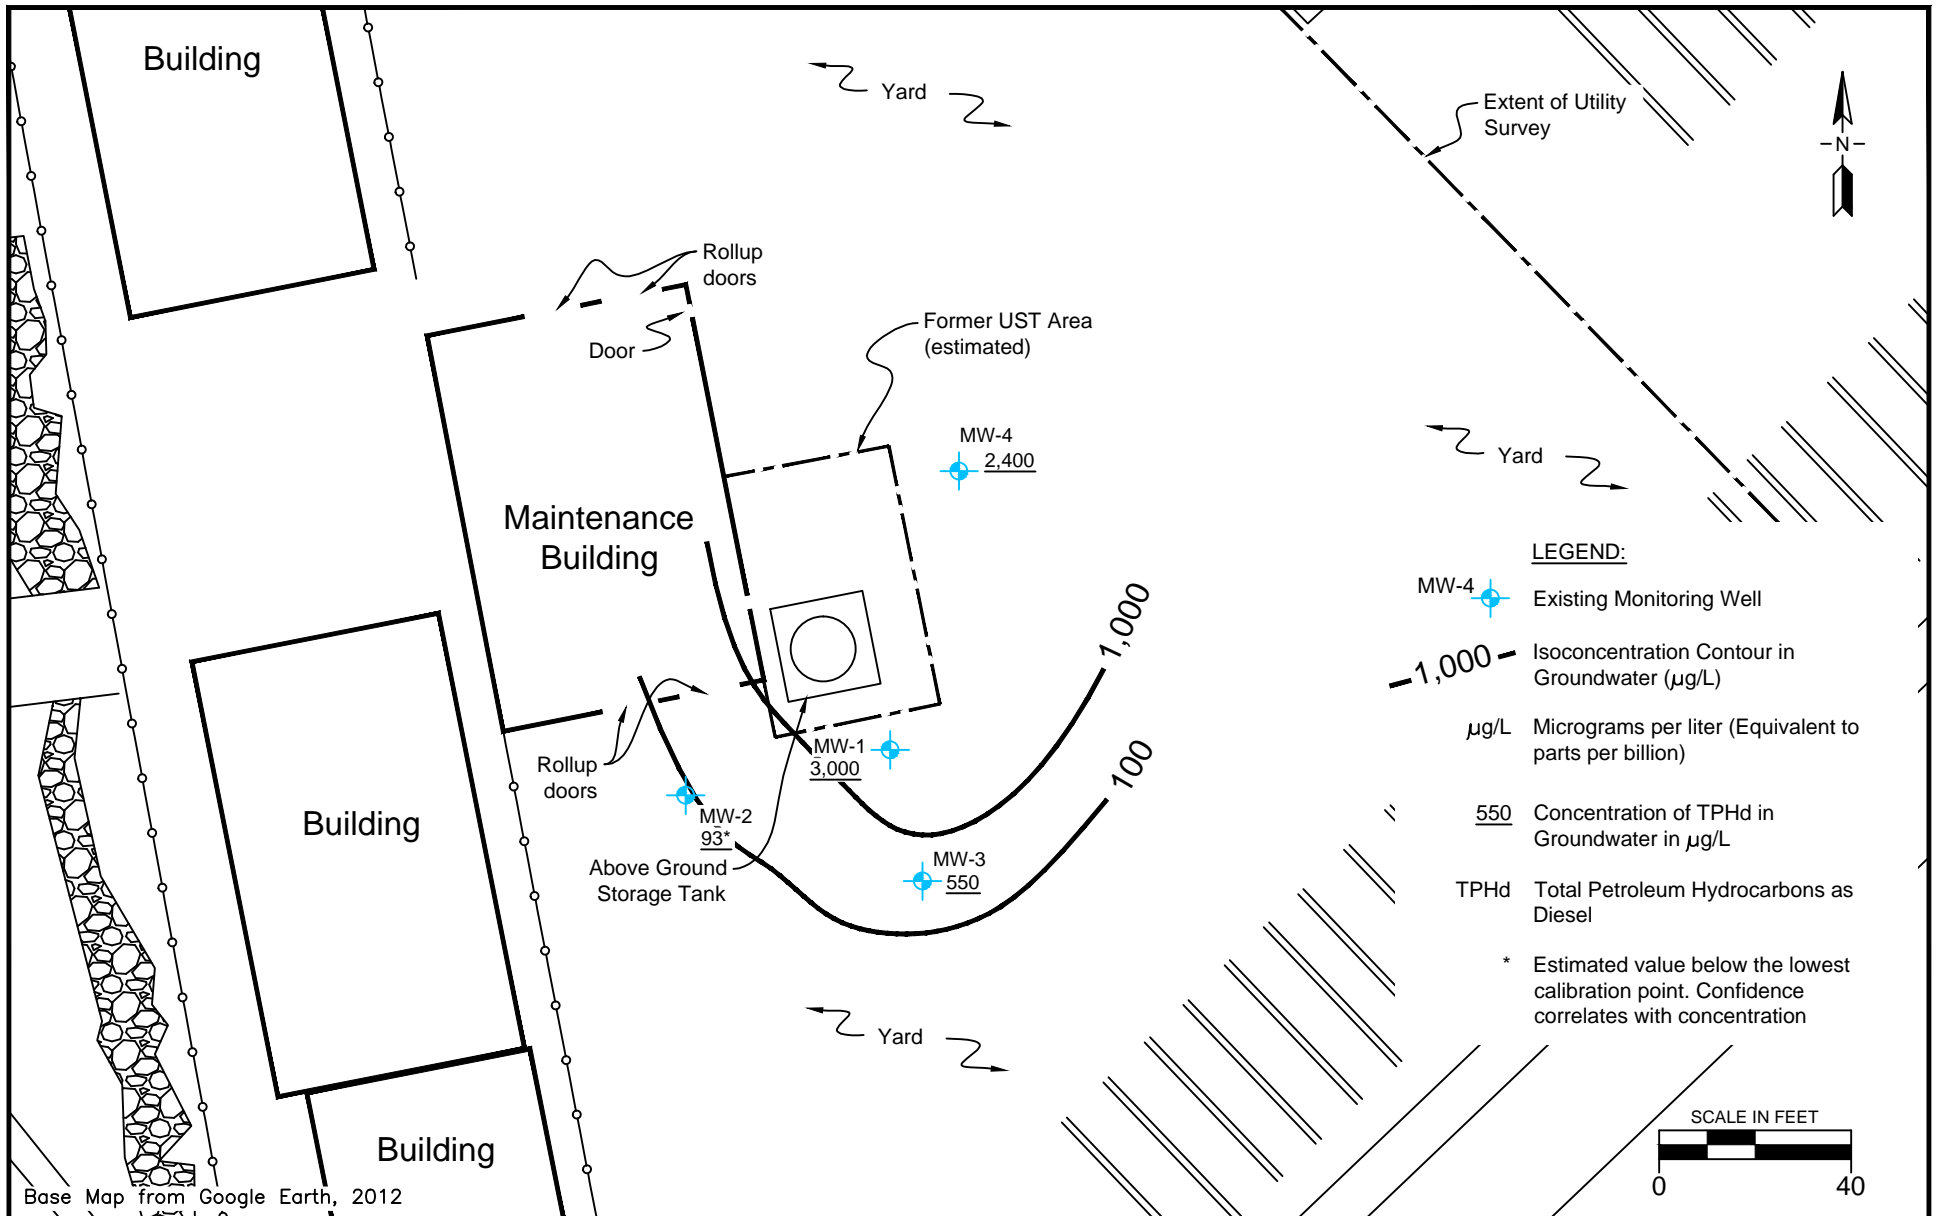 Building
Yard
Extent of Utility
Survey
N
Rollup
doors
Door
Former UST Area
(estimated)
MW-4
2,400
Yard
Maintenance
Building
1,000
MW-1
3,000
Rollup
doors
100
MW-2
93*
Building
Above Ground
Storage Tank
MW-3
550
Yard
Building
LEGEND:
MW-4 Existing Monitoring Well
1,000 Isoconcentration Contour in
Groundwater (µg/L)
µg/L Micrograms per liter (Equivalent to
parts per billion)
550 Concentration of TPHd in
Groundwater in µg/L
TPHd Total Petroleum Hydrocarbons as
Diesel
* Estimated value below the lowest
calibration point. Confidence
correlates with concentration
SCALE IN FEET
0 40
Base Map from Google Earth, 2012